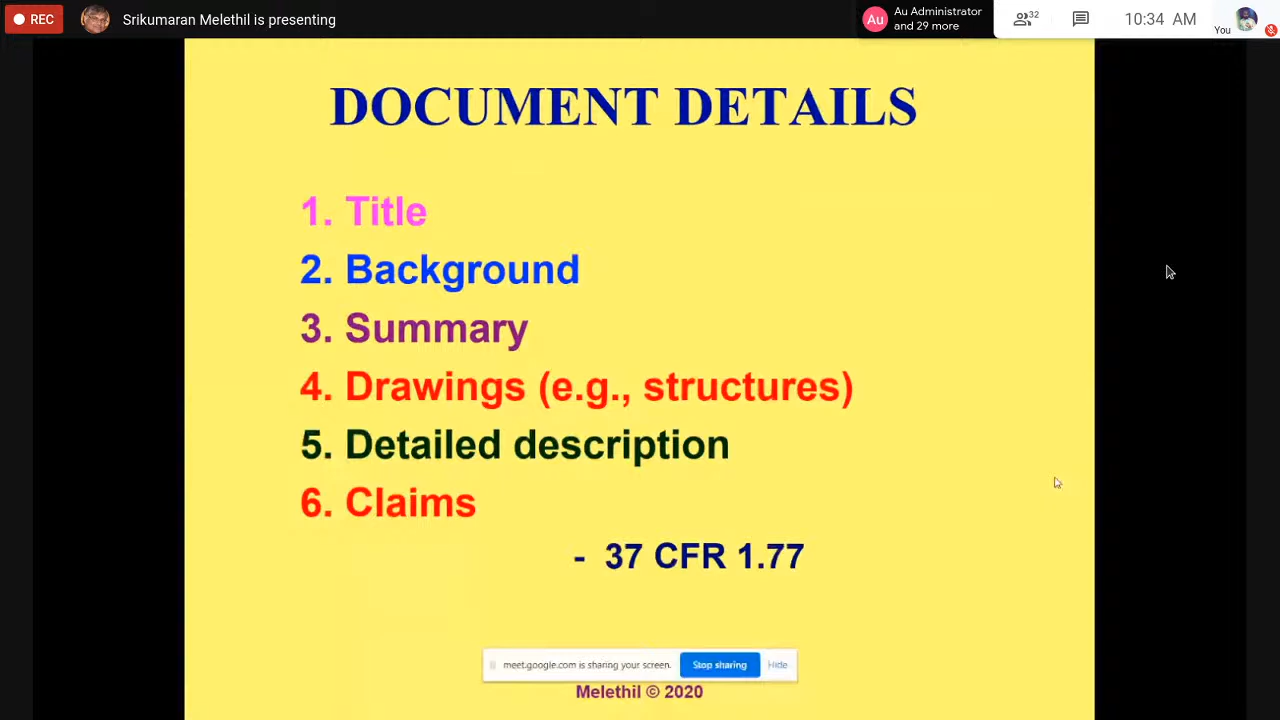 REC
Srikumaran Melethil is presenting
Au
Au Administrator
and 29 more
32
10:34 AM
You
DOCUMENT DETAILS
1. Title
2. Background
3. Summary
4. Drawings (e.g., structures)
5. Detailed description
6. Claims
- 37 CFR 1.77
meet.google.com is sharing your screen.
Stop sharing
Hide
Melethil © 2020